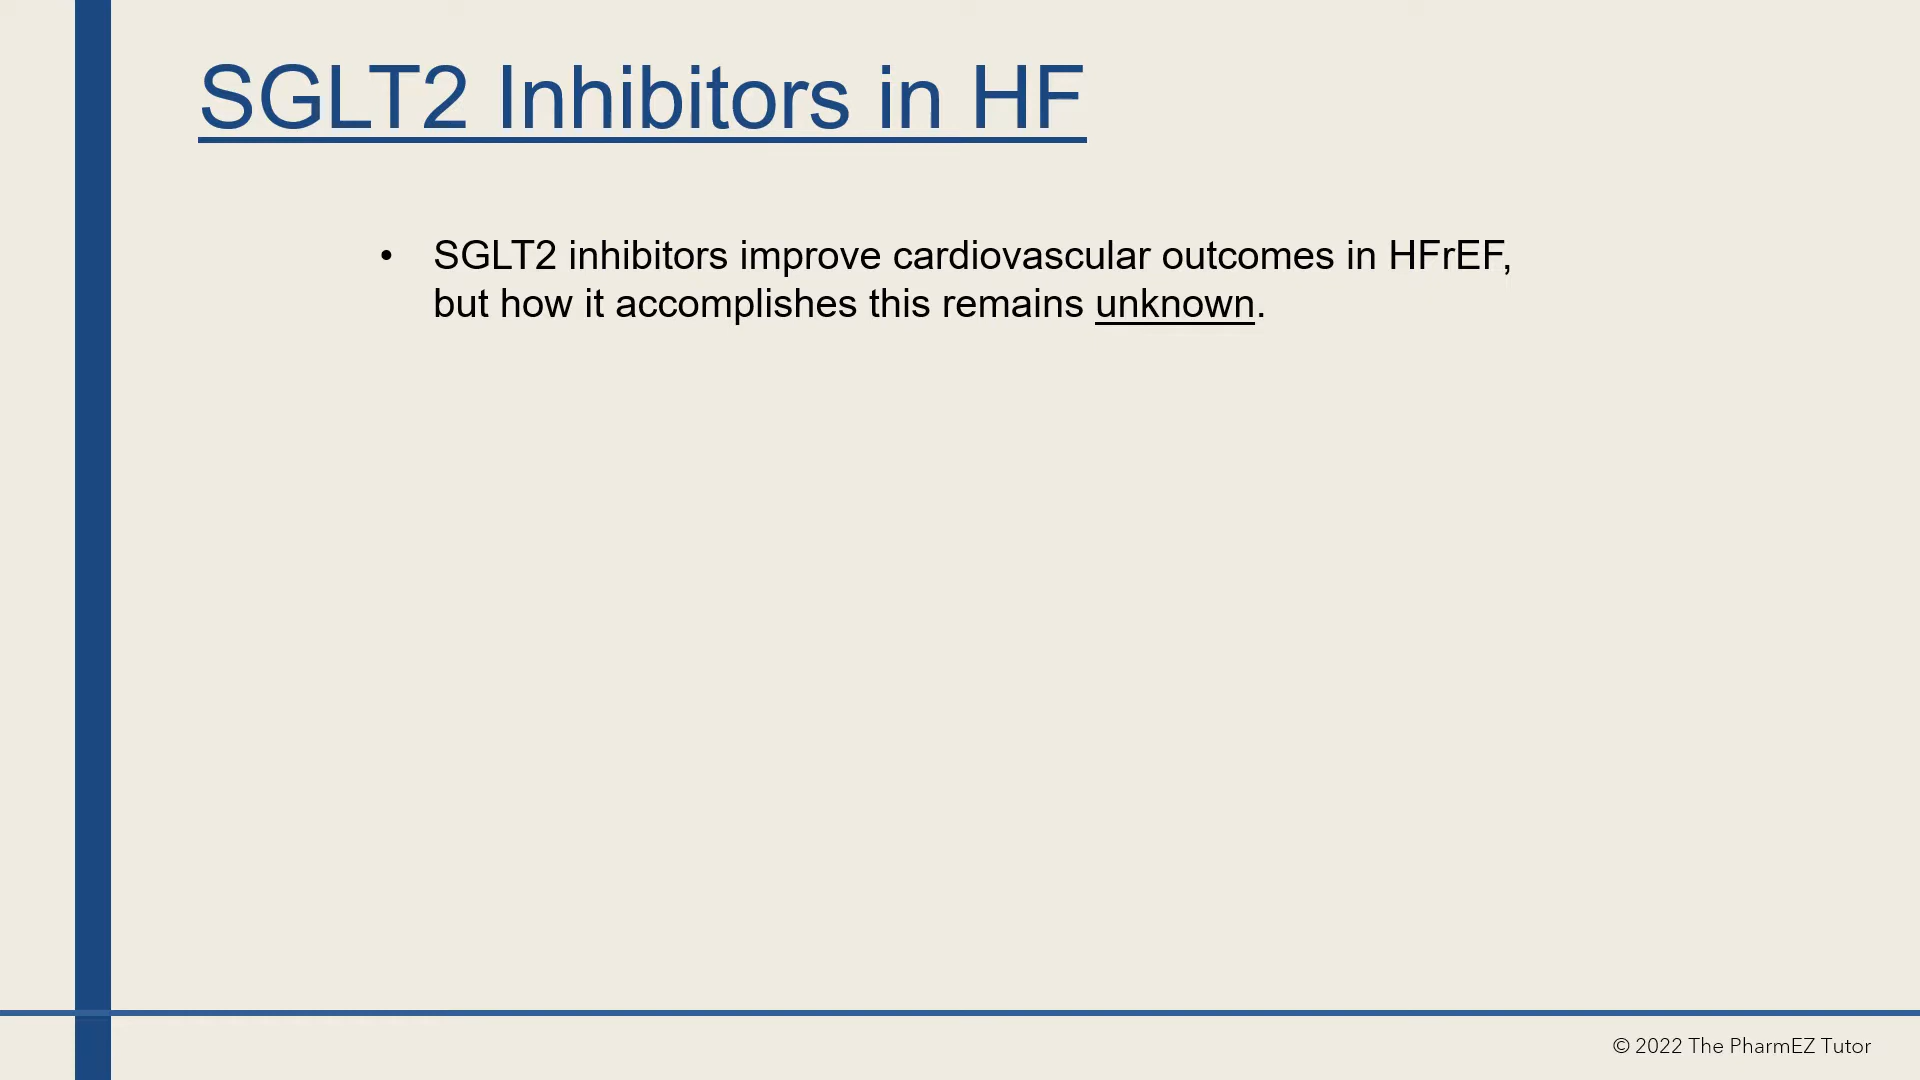 SGLT2 Inhibitors in HF
• SGLT2 inhibitors improve cardiovascular outcomes in HFrEF,
but how it accomplishes this remains unknown.
© 2022 The PharmEZ Tutor